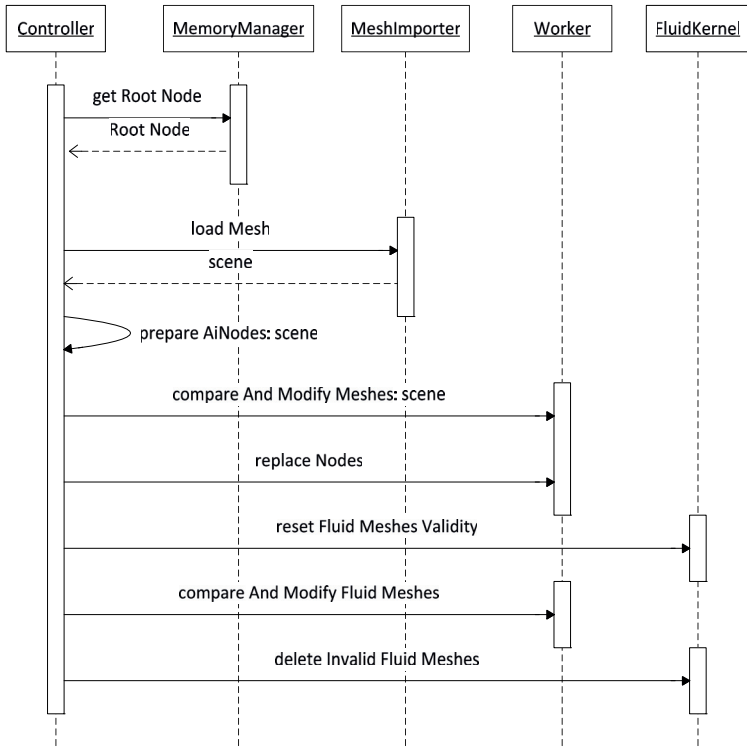 Controller MemoryManager MeshImporter Worker FluidKernel
get Root Node
Root Node
load Mesh
scene
prepare AiNodes: scene
compare And Modify Meshes: scene
replace Nodes
reset Fluid Meshes Validity
compare And Modify Fluid Meshes
delete Invalid Fluid Meshes